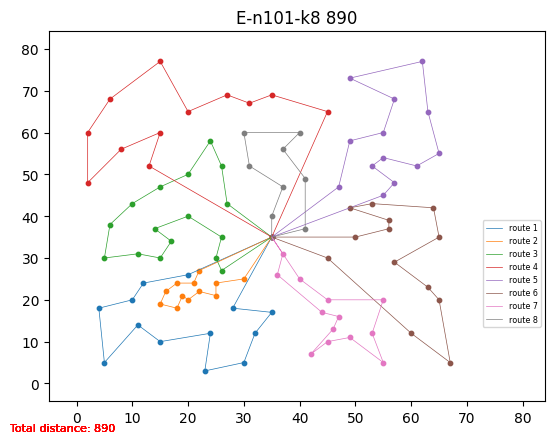 E-n101-k8 890
80
70
60
50
40
30
20
10
0
route 1
route 2
route 3
route 4
route 5
route 6
route 7
route 8
0 10 20 30 40 50 60 70 80
Total distance: 890